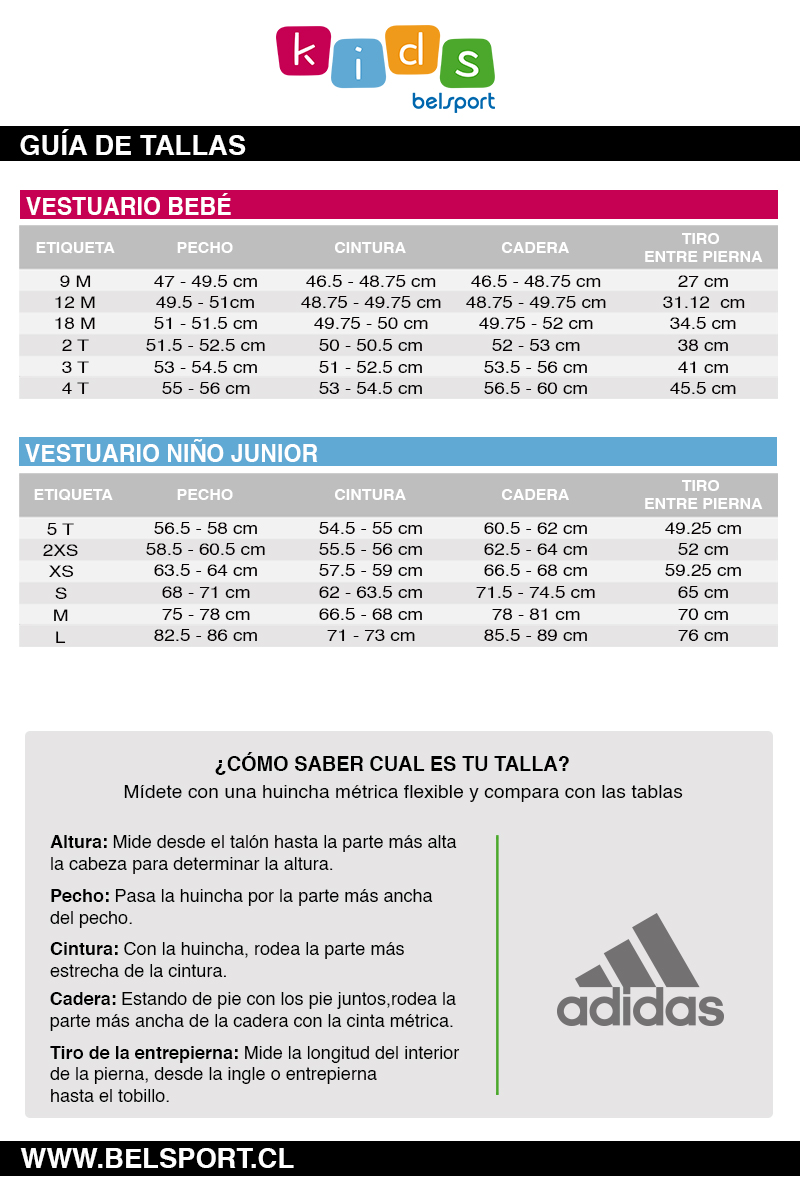 kids
belsport
GUÍA DE TALLAS
VESTUARIO BEBÉ
ETIQUETA PECHO CINTURA CADERA TIRO ENTRE PIERNA
9 M 47 - 49.5 cm 46.5 - 48.75 cm 46.5 - 48.75 cm 27 cm
12 M 49.5 - 51cm 48.75 - 49.75 cm 48.75 - 49.75 cm 31.12 cm
18 M 51 - 51.5 cm 49.75 - 50 cm 49.75 - 52 cm 34.5 cm
2 T 51.5 - 52.5 cm 50 - 50.5 cm 52 - 53 cm 38 cm
3 T 53 - 54.5 cm 51 - 52.5 cm 53.5 - 56 cm 41 cm
4 T 55 - 56 cm 53 - 54.5 cm 56.5 - 60 cm 45.5 cm
VESTUARIO NIÑO JUNIOR
ETIQUETA PECHO CINTURA CADERA TIRO ENTRE PIERNA
5 T 56.5 - 58 cm 54.5 - 55 cm 60.5 - 62 cm 49.25 cm
2XS 58.5 - 60.5 cm 55.5 - 56 cm 62.5 - 64 cm 52 cm
XS 63.5 - 64 cm 57.5 - 59 cm 66.5 - 68 cm 59.25 cm
S 68 - 71 cm 62 - 63.5 cm 71.5 - 74.5 cm 65 cm
M 75 - 78 cm 66.5 - 68 cm 78 - 81 cm 70 cm
L 82.5 - 86 cm 71 - 73 cm 85.5 - 89 cm 76 cm
¿CÓMO SABER CUAL ES TU TALLA?
Mídete con una huincha métrica flexible y compara con las tablas
Altura: Mide desde el talón hasta la parte más alta
la cabeza para determinar la altura.
Pecho: Pasa la huincha por la parte más ancha
del pecho.
Cintura: Con la huincha, rodea la parte más
estrecha de la cintura.
Cadera: Estando de pie con los pie juntos,rodea la
parte más ancha de la cadera con la cinta métrica.
Tiro de la entrepierna: Mide la longitud del interior
de la pierna, desde la ingle o entrepierna
hasta el tobillo.
adidas
WWW.BELSPORT.CL